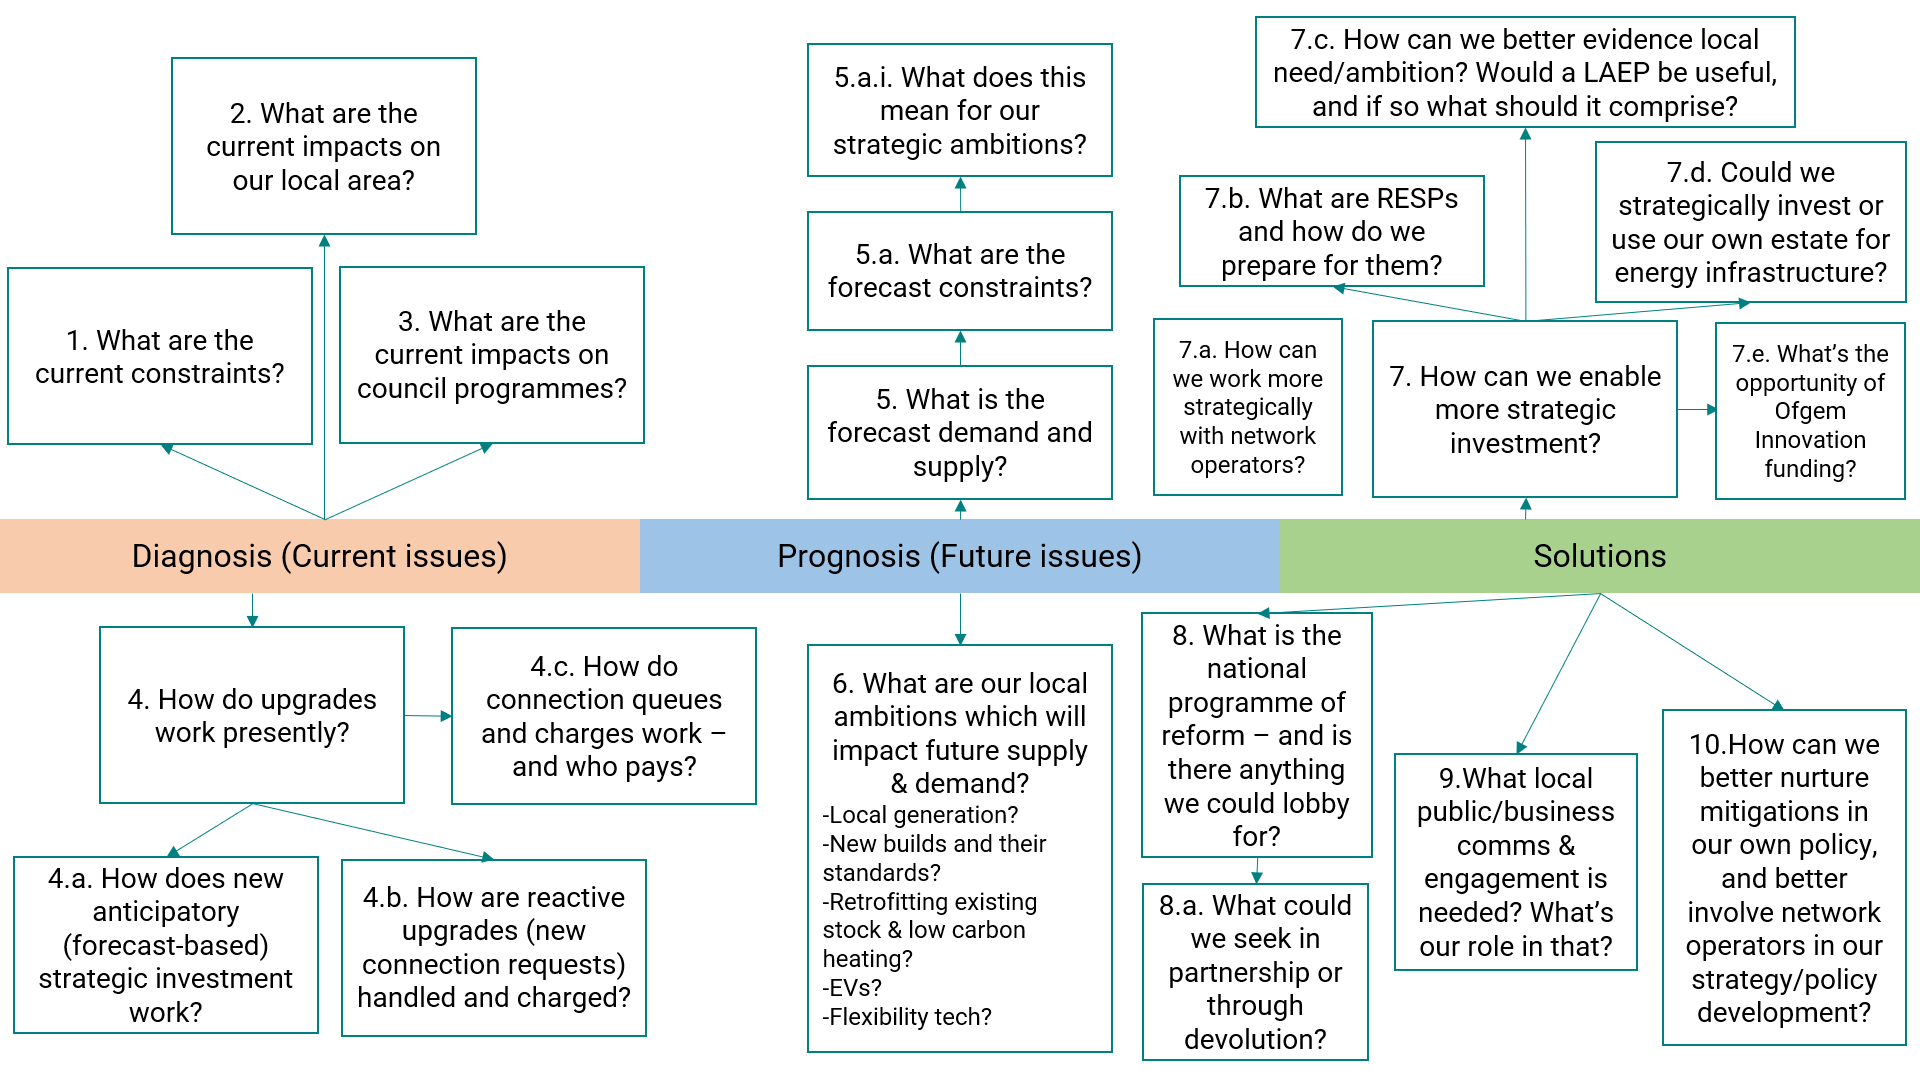 2. What are the
current impacts on
our local area?
1. What are the
current constraints?
3. What are the
current impacts on
council programmes?
5.a.i. What does this
mean for our
strategic ambitions?
5.a. What are the
forecast constraints?
5. What is the
forecast demand and
supply?
7.c. How can we better evidence local
need/ambition? Would a LAEP be useful,
and if so what should it comprise?
7.b. What are RESPs
and how do we
prepare for them?
7.d. Could we
strategically invest or
use our own estate for
energy infrastructure?
7.a. How can
we work more
strategically
with network
operators?
7. How can we enable
more strategic
investment?
7.e. What’s the
opportunity of
Ofgem
Innovation
funding?
Diagnosis (Current issues)
Prognosis (Future issues)
Solutions
4. How do upgrades
work presently?
4.c. How do
connection queues
and charges work –
and who pays?
4.a. How does new
anticipatory
(forecast-based)
strategic investment
work?
4.b. How are reactive
upgrades (new
connection requests)
handled and charged?
6. What are our local
ambitions which will
impact future supply
& demand?
-Local generation?
-New builds and their
standards?
-Retrofitting existing
stock & low carbon
heating?
-EVs?
-Flexibility tech?
8. What is the
national
programme of
reform – and is
there anything
we could lobby
for?
8.a. What could
we seek in
partnership or
through
devolution?
9.What local
public/business
comms &
engagement is
needed? What’s
our role in that?
10.How can we
better nurture
mitigations in
our own policy,
and better
involve network
operators in our
strategy/policy
development?